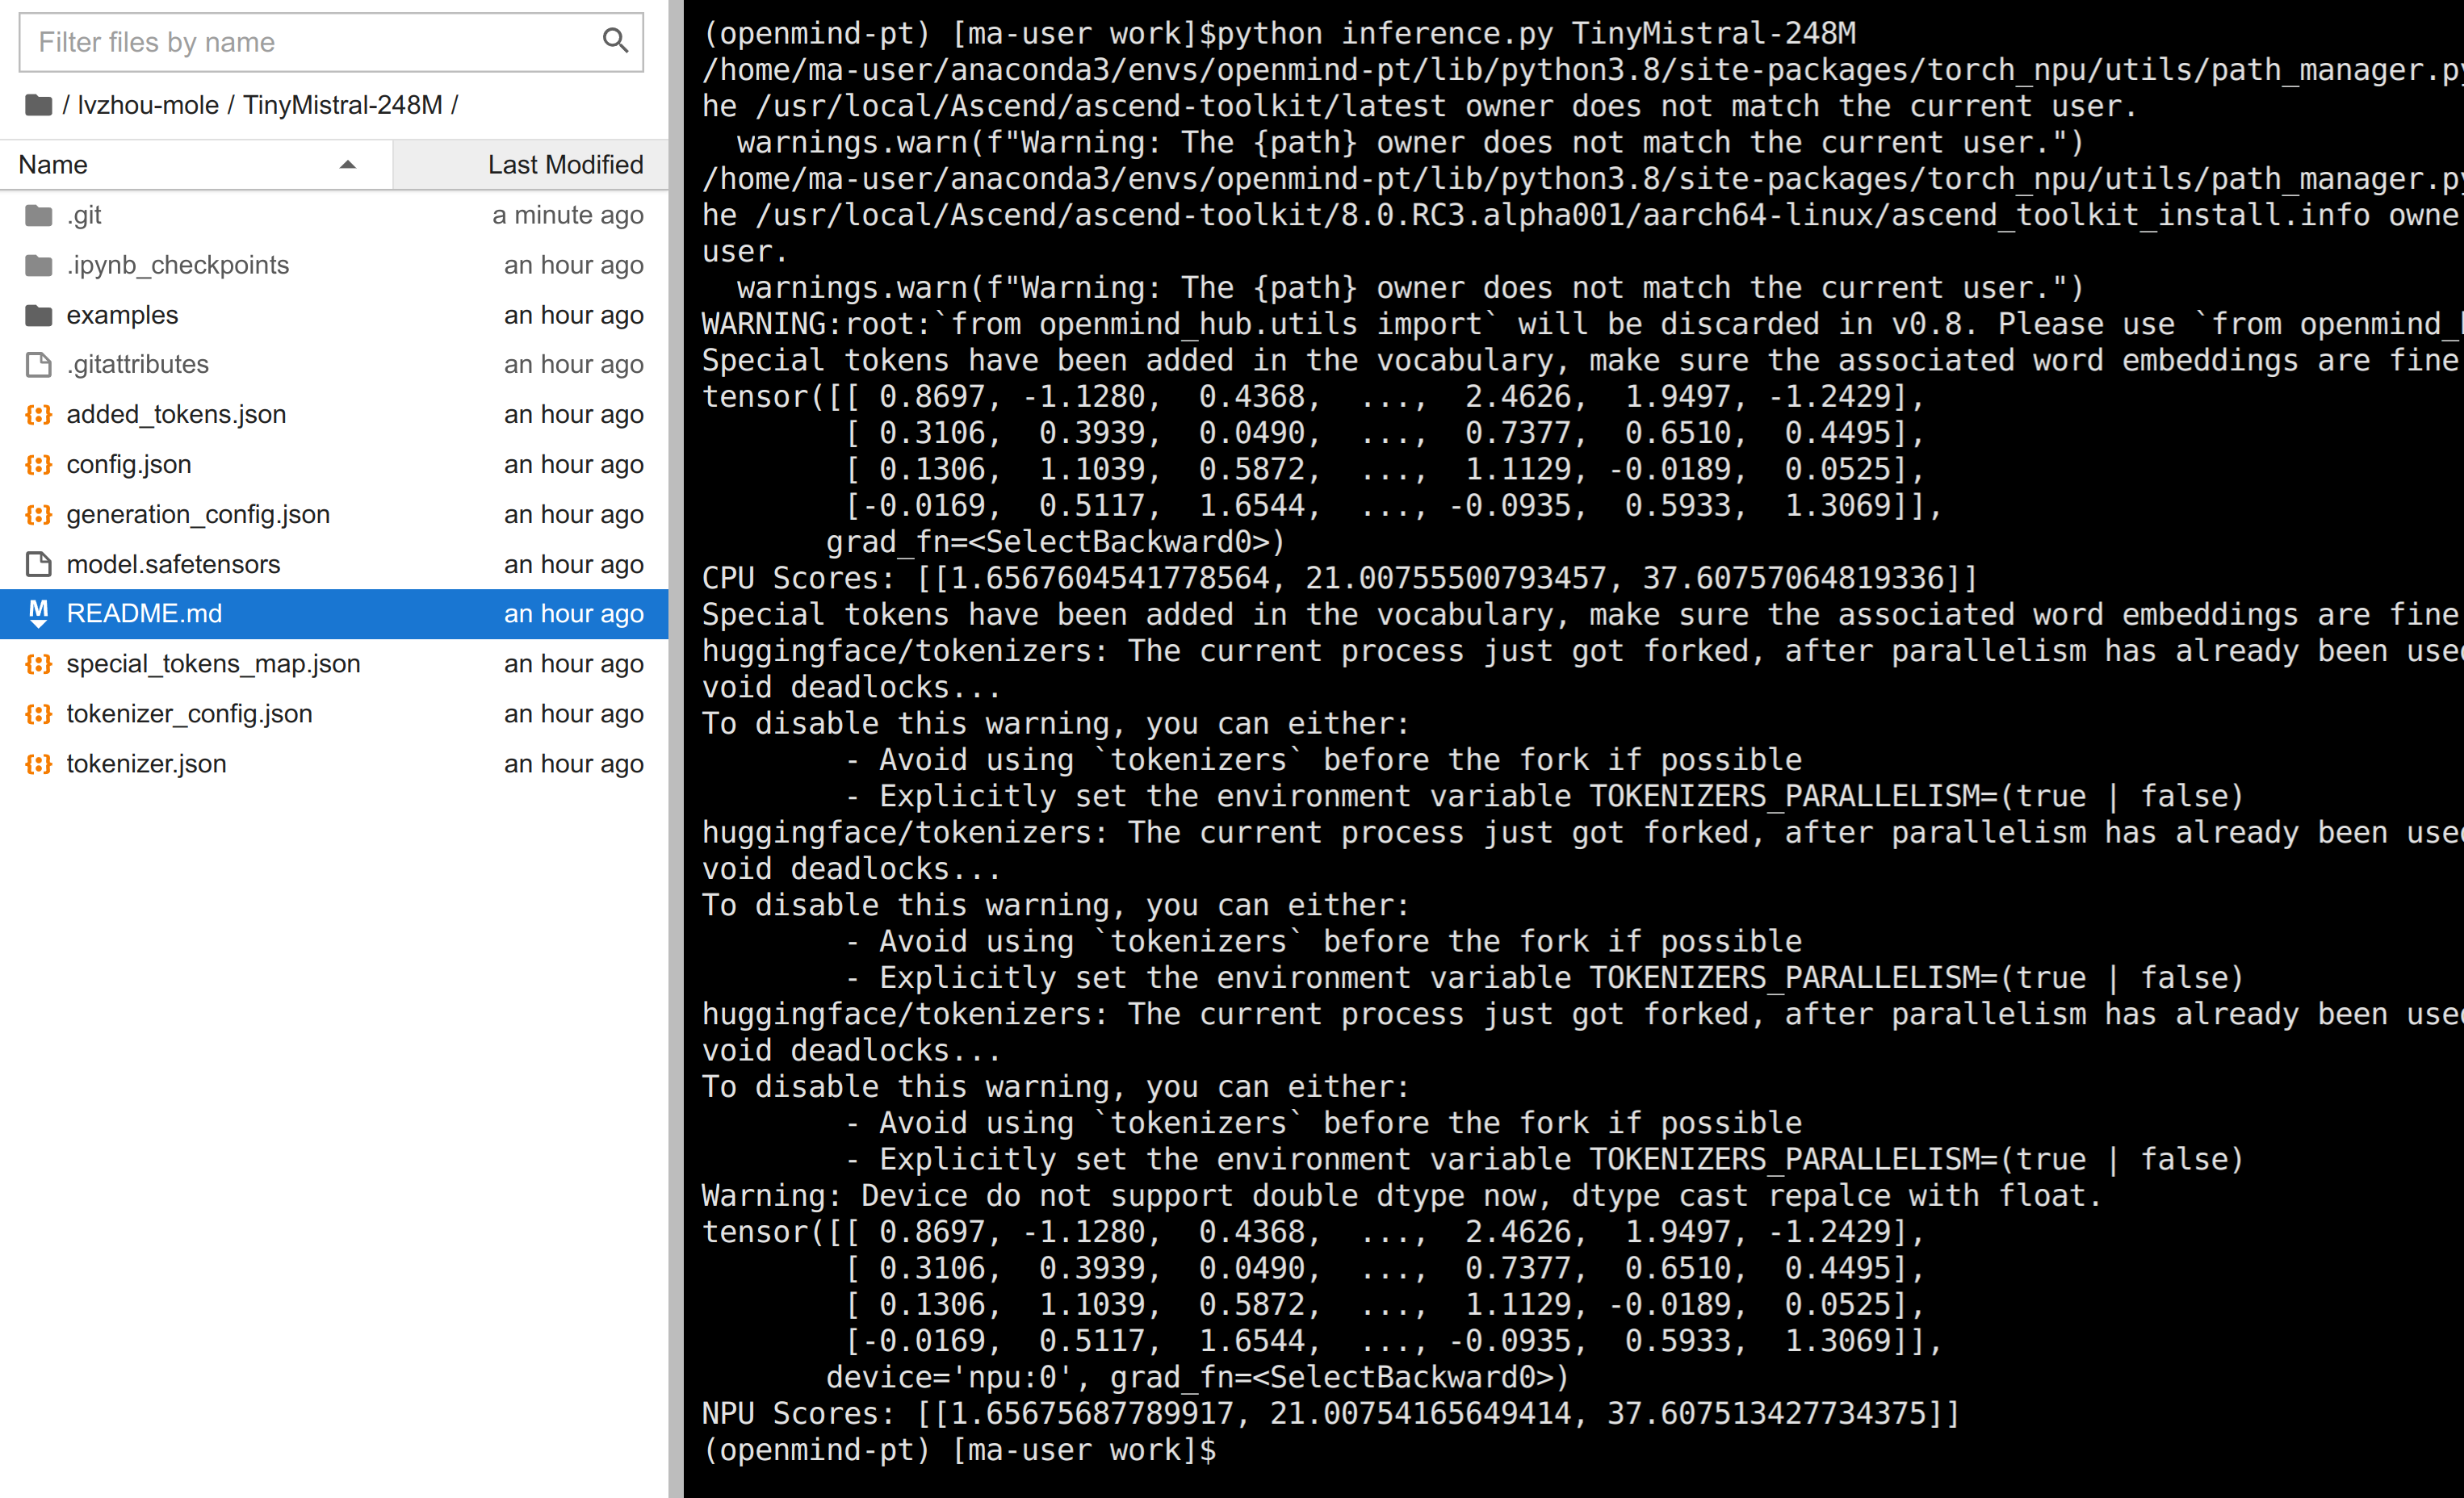 Filter files by name
/ lvzhou-mole / TinyMistral-248M /
Name Last Modified
.git a minute ago
.ipynb_checkpoints an hour ago
examples an hour ago
.gitattributes an hour ago
added_tokens.json an hour ago
config.json an hour ago
generation_config.json an hour ago
model.safetensors an hour ago
README.md an hour ago
special_tokens_map.json an hour ago
tokenizer_config.json an hour ago
tokenizer.json an hour ago
(openmind-pt) [ma-user work]$python inference.py TinyMistral-248M
/home/ma-user/anaconda3/envs/openmind-pt/lib/python3.8/site-packages/torch_npu/utils/path_manager.py
he /usr/local/Ascend/ascend-toolkit/latest owner does not match the current user.
  warnings.warn(f"Warning: The {path} owner does not match the current user.")
/home/ma-user/anaconda3/envs/openmind-pt/lib/python3.8/site-packages/torch_npu/utils/path_manager.py
he /usr/local/Ascend/ascend-toolkit/8.0.RC3.alpha001/aarch64-linux/ascend_toolkit_install.info owne
user.
  warnings.warn(f"Warning: The {path} owner does not match the current user.")
WARNING:root:`from openmind_hub.utils import` will be discarded in v0.8. Please use `from openmind_
Special tokens have been added in the vocabulary, make sure the associated word embeddings are fine
tensor([[ 0.8697, -1.1280,  0.4368,  ...,  2.4626,  1.9497, -1.2429],
        [ 0.3106,  0.3939,  0.0490,  ...,  0.7377,  0.6510,  0.4495],
        [ 0.1306,  1.1039,  0.5872,  ...,  1.1129, -0.0189,  0.0525],
        [-0.0169,  0.5117,  1.6544,  ..., -0.0935,  0.5933,  1.3069]],
       grad_fn=<SelectBackward0>)
CPU Scores: [[1.6567604541778564, 21.00755500793457, 37.60757064819336]]
Special tokens have been added in the vocabulary, make sure the associated word embeddings are fine
huggingface/tokenizers: The current process just got forked, after parallelism has already been used
void deadlocks...
To disable this warning, you can either:
        - Avoid using `tokenizers` before the fork if possible
        - Explicitly set the environment variable TOKENIZERS_PARALLELISM=(true | false)
huggingface/tokenizers: The current process just got forked, after parallelism has already been used
void deadlocks...
To disable this warning, you can either:
        - Avoid using `tokenizers` before the fork if possible
        - Explicitly set the environment variable TOKENIZERS_PARALLELISM=(true | false)
huggingface/tokenizers: The current process just got forked, after parallelism has already been used
void deadlocks...
To disable this warning, you can either:
        - Avoid using `tokenizers` before the fork if possible
        - Explicitly set the environment variable TOKENIZERS_PARALLELISM=(true | false)
Warning: Device do not support double dtype now, dtype cast repalce with float.
tensor([[ 0.8697, -1.1280,  0.4368,  ...,  2.4626,  1.9497, -1.2429],
        [ 0.3106,  0.3939,  0.0490,  ...,  0.7377,  0.6510,  0.4495],
        [ 0.1306,  1.1039,  0.5872,  ...,  1.1129, -0.0189,  0.0525],
        [-0.0169,  0.5117,  1.6544,  ..., -0.0935,  0.5933,  1.3069]],
       device='npu:0', grad_fn=<SelectBackward0>)
NPU Scores: [[1.65675687789917, 21.00754165649414, 37.607513427734375]]
(openmind-pt) [ma-user work]$